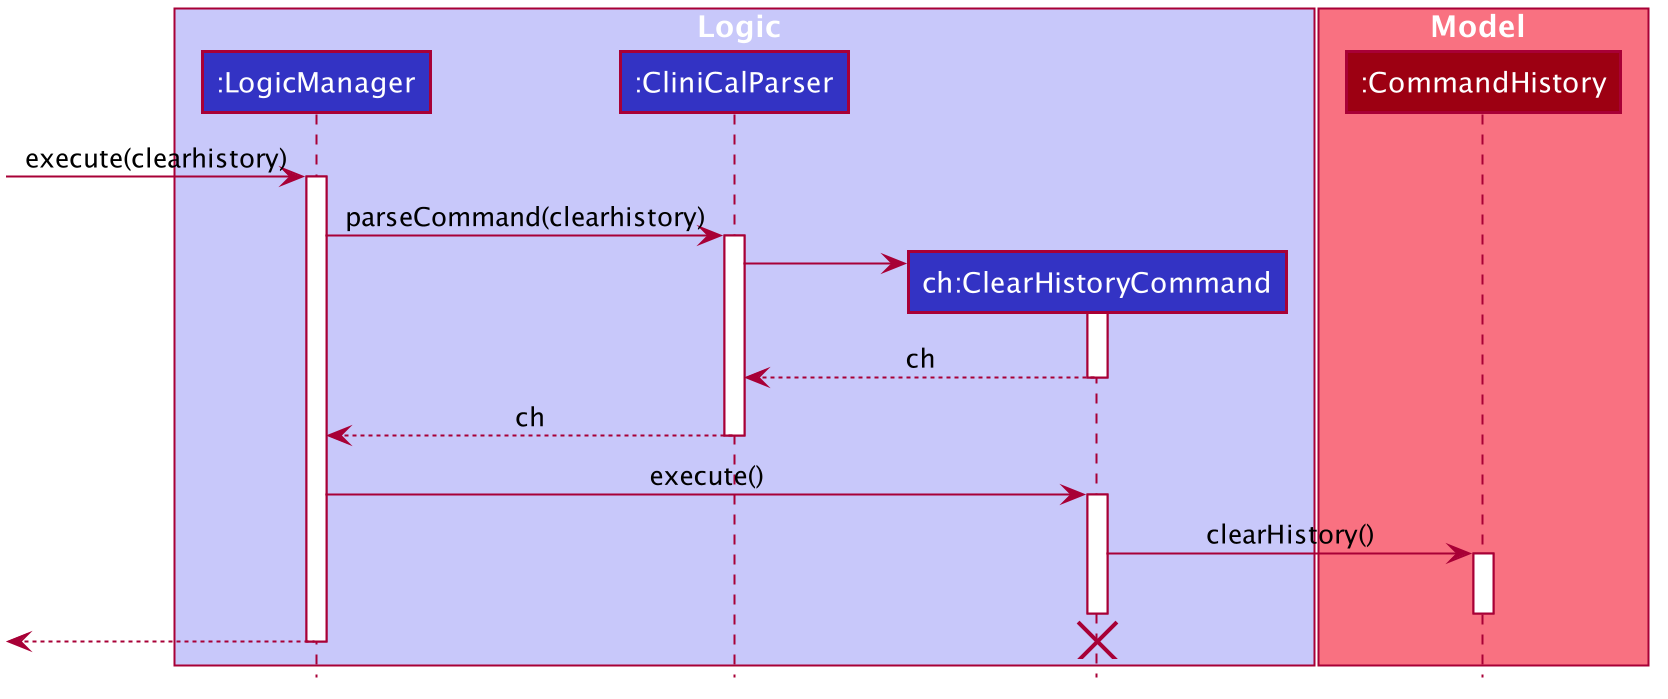 Logic
Model
:LogicManager
:CliniCalParser
:CommandHistory
execute(clearhistory)
parseCommand(clearhistory)
ch:ClearHistoryCommand
ch
ch
execute()
clearHistory()